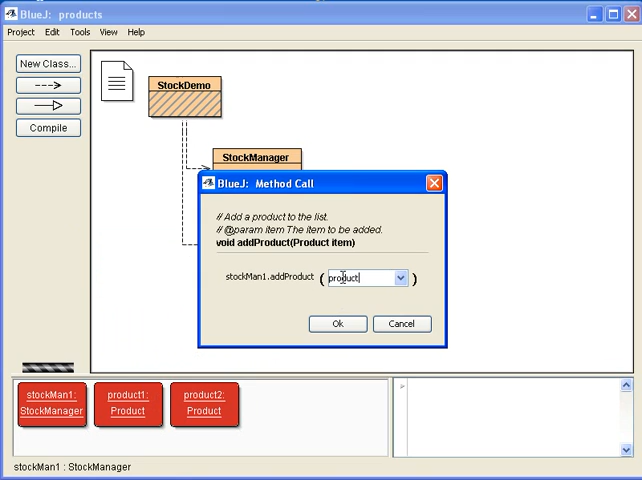 BlueJ: products
Project Edit Tools View Help
New Class...
Compile
StockDemo
StockManager
BlueJ: Method Call
// Add a product to the list.
// @param item The item to be added.
void addProduct(Product item)
stockMan1.addProduct ( product )
Ok Cancel
stockMan1:
StockManager
product1:
Product
product2:
Product
stockMan1 : StockManager